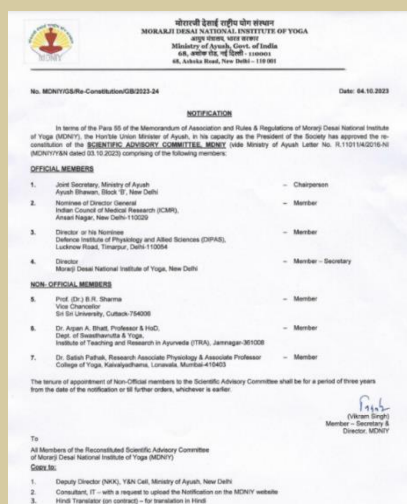 मोरारजी देसाई राष्ट्रीय योग संस्थान
MORARJI DESAI NATIONAL INSTITUTE OF YOGA
आयुष मंत्रालय, भारत सरकार
Ministry of Ayush, Govt. of India
68, अशोक रोड, नई दिल्ली - 110001
68, Ashoka Road, New Delhi - 110 001
MDNIY
No. MDNIY/GS/Re-Constitution/GB/2023-24 Date: 04.10.2023
NOTIFICATION
In terms of the Para 55 of the Memorandum of Association and Rules & Regulations of Morarji Desai National Institute
of Yoga (MDNIY), the Hon'ble Union Minister of Ayush, in his capacity as the President of the Society has approved the re-
constitution of the SCIENTIFIC ADVISORY COMMITTEE, MDNIY (vide Ministry of Ayush Letter No. R.11011/4/2016-NI
(MDNIY/Y&N dated 03.10.2023) comprising of the following members:
OFFICIAL MEMBERS
1. Joint Secretary, Ministry of Ayush – Chairperson
Ayush Bhawan, Block 'B', New Delhi
2. Nominee of Director General – Member
Indian Council of Medical Research (ICMR),
Ansari Nagar, New Delhi-110029
3. Director or his Nominee – Member
Defence Institute of Physiology and Allied Sciences (DIPAS),
Lucknow Road, Timarpur, Delhi-110054
4. Director – Member – Secretary
Morarji Desai National Institute of Yoga, New Delhi
NON- OFFICIAL MEMBERS
5. Prof. (Dr.) B.R. Sharma – Member
Vice Chancellor
Sri Sri University, Cuttack-754006
6. Dr. Arpan A. Bhatt, Professor & HoD, – Member
Dept. of Swasthavrutta & Yoga,
Institute of Teaching and Research in Ayurveda (ITRA), Jamnagar-361008
7. Dr. Satish Pathak, Research Associate Physiology & Associate Professor – Member
College of Yoga, Kaivalyadhama, Lonavala, Mumbai-410403
The tenure of appointment of Non-Official members to the Scientific Advisory Committee shall be for a period of three years
from the date of the notification or till further orders, whichever is earlier.
(Vikram Singh)
Member – Secretary &
Director, MDNIY
To
All Members of the Reconstituted Scientific Advisory Committee
of Morarji Desai National Institute of Yoga (MDNIY)
Copy to:
1. Deputy Director (NKK), Y&N Cell, Ministry of Ayush, New Delhi
2. Consultant, IT – with a request to upload the Notification on the MDNIY website
3. Hindi Translator (on contract) – for translation in Hindi